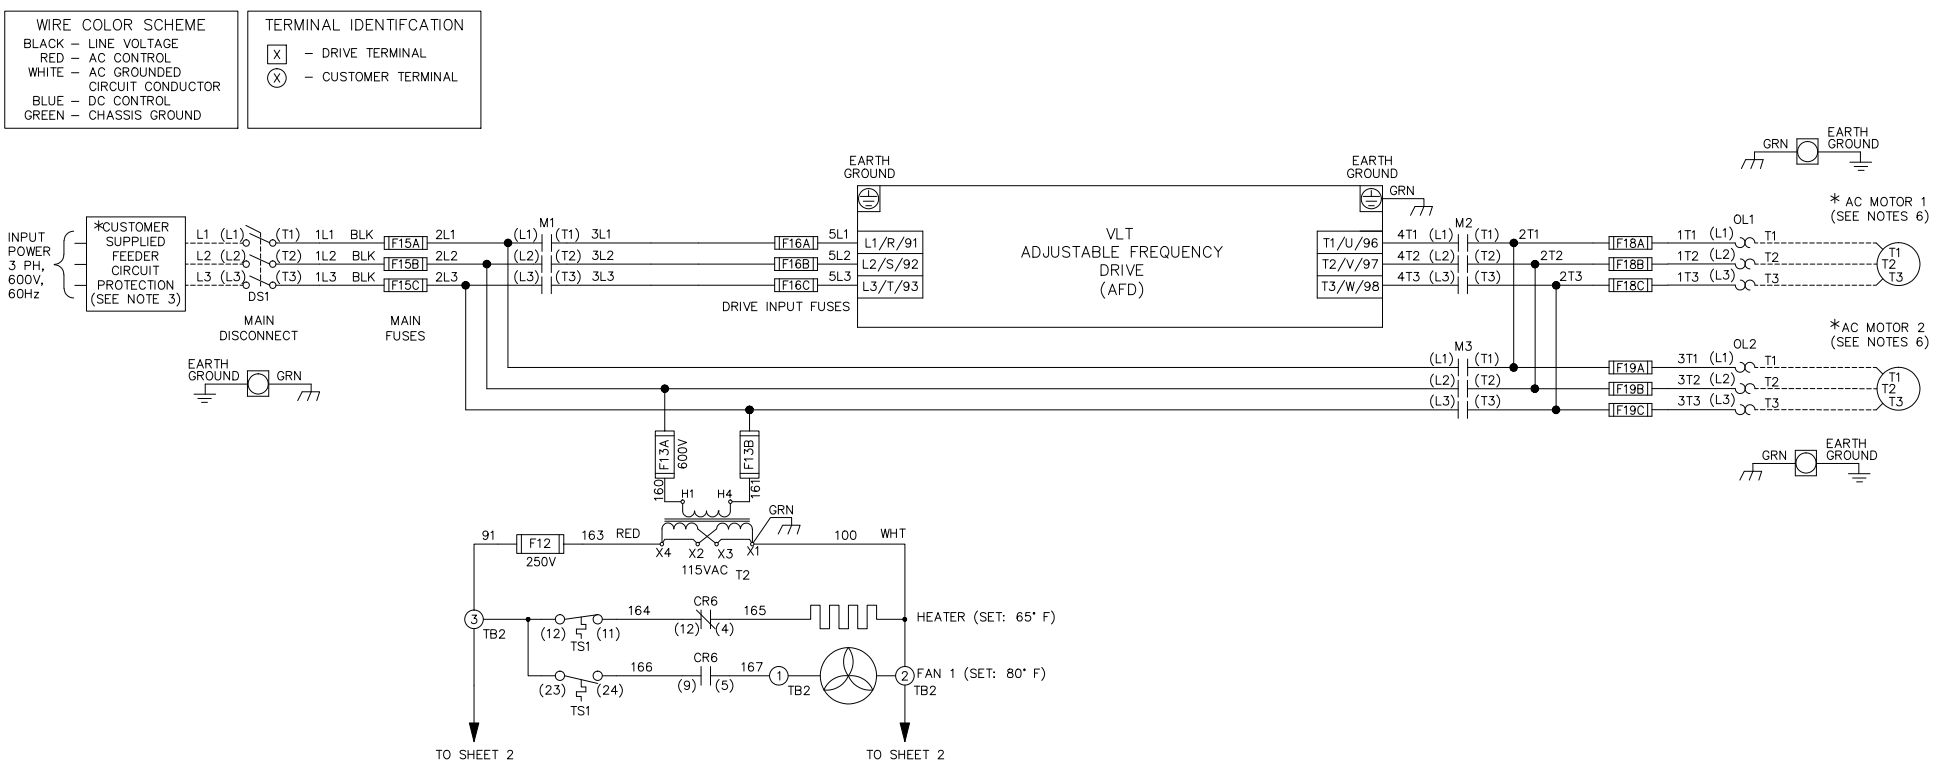 WIRE COLOR SCHEME
BLACK – LINE VOLTAGE
RED – AC CONTROL
WHITE – AC GROUNDED
CIRCUIT CONDUCTOR
BLUE – DC CONTROL
GREEN – CHASSIS GROUND
TERMINAL IDENTIFCATION
X – DRIVE TERMINAL
X – CUSTOMER TERMINAL
INPUT
POWER
3 PH,
600V,
60Hz
*CUSTOMER
SUPPLIED
FEEDER
CIRCUIT
PROTECTION
(SEE NOTE 3)
L1 (L1) (T1) 1L1 BLK F15A 2L1 (L1) M1 (T1) 3L1 F16A 5L1 L1/R/91
L2 (L2) (T2) 1L2 BLK F15B 2L2 (L2) (T2) 3L2 F16B 5L2 L2/S/92
L3 (L3) (T3) 1L3 BLK F15C 2L3 (L3) (T3) 3L3 F16C 5L3 L3/T/93
DS1
MAIN
DISCONNECT
MAIN
FUSES
DRIVE INPUT FUSES
EARTH
GROUND
GRN
EARTH
GROUND
VLT
ADJUSTABLE FREQUENCY
DRIVE
(AFD)
EARTH
GROUND
GRN
T1/U/96 4T1 (L1) M2 (T1) 2T1 F18A 1T1 (L1) OL1 T1
T2/V/97 4T2 (L2) (T2) 2T2 F18B 1T2 (L2) T2
T3/W/98 4T3 (L3) (T3) 2T3 F18C 1T3 (L3) T3
GRN
EARTH
GROUND
* AC MOTOR 1
(SEE NOTES 6)
T1
T2
T3
* AC MOTOR 2
(SEE NOTES 6)
(L1) M3 (T1) F19A 3T1 (L1) OL2 T1
(L2) (T2) F19B 3T2 (L2) T2
(L3) (T3) F19C 3T3 (L3) T3
T1
T2
T3
GRN
EARTH
GROUND
F13A
600V
F13B
160
161
H1 H4
GRN
91 F12 163 RED
250V
X4 X2 X3 X1
115VAC T2
100 WHT
3
TB2
(12) (11)
TS1
164
CR6
(12) (4)
165
HEATER (SET: 65° F)
(23) (24)
TS1
166
CR6
(9) (5)
167
1
TB2
2
TB2
FAN 1 (SET: 80° F)
TO SHEET 2
TO SHEET 2